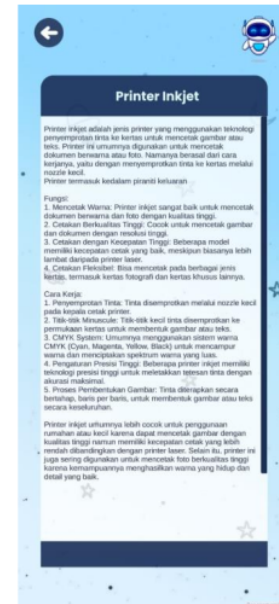 Printer Inkjet
Printer inkjet adalah jenis printer yang menggunakan teknologi
penyemprotan tinta ke kertas untuk mencetak gambar atau
teks. Printer ini umumnya digunakan untuk mencetak
dokumen berwarna atau foto. Namanya berasal dari cara
kerjanya, yaitu dengan menyemprotkan tinta ke kertas melalui
nozzle kecil.
Printer termasuk kedalam piranti keluaran
Fungsi:
1. Mencetak Warna: Printer inkjet sangat baik untuk mencetak
dokumen berwarna dan foto dengan kualitas tinggi.
2. Cetakan Berkualitas Tinggi: Cocok untuk mencetak gambar
dan dokumen dengan resolusi tinggi.
3. Cetakan dengan Kecepatan Tinggi: Beberapa model
memiliki kecepatan cetak yang baik, meskipun biasanya lebih
lambat daripada printer laser.
4. Cetakan Fleksibel: Bisa mencetak pada berbagai jenis
kertas, termasuk kertas fotografi dan kertas khusus lainnya.
Cara Kerja:
1. Penyemprotan Tinta: Tinta disemprotkan melalui nozzle kecil
pada kepala cetak printer.
2. Titik-titik Minuscule: Titik-titik kecil tinta disemprotkan ke
permukaan kertas untuk membentuk gambar atau teks.
3. CMYK System: Umumnya menggunakan sistem warna
CMYK (Cyan, Magenta, Yellow, Black) untuk mencampur
warna dan menciptakan spektrum warna yang luas.
4. Pengaturan Presisi Tinggi: Beberapa printer inkjet memiliki
teknologi presisi tinggi untuk meletakkan tetesan tinta dengan
akurasi maksimal.
5. Proses Pembentukan Gambar: Tinta diterapkan secara
bertahap, baris per baris, untuk membentuk gambar atau teks
secara keseluruhan.
Printer inkjet umumnya lebih cocok untuk penggunaan
rumahan atau kecil karena dapat mencetak gambar dengan
kualitas tinggi namun memiliki kecepatan cetak yang lebih
rendah dibandingkan dengan printer laser. Selain itu, printer ini
juga sering digunakan untuk mencetak foto berkualitas tinggi
karena kemampuannya menghasilkan warna yang hidup dan
detail yang baik.